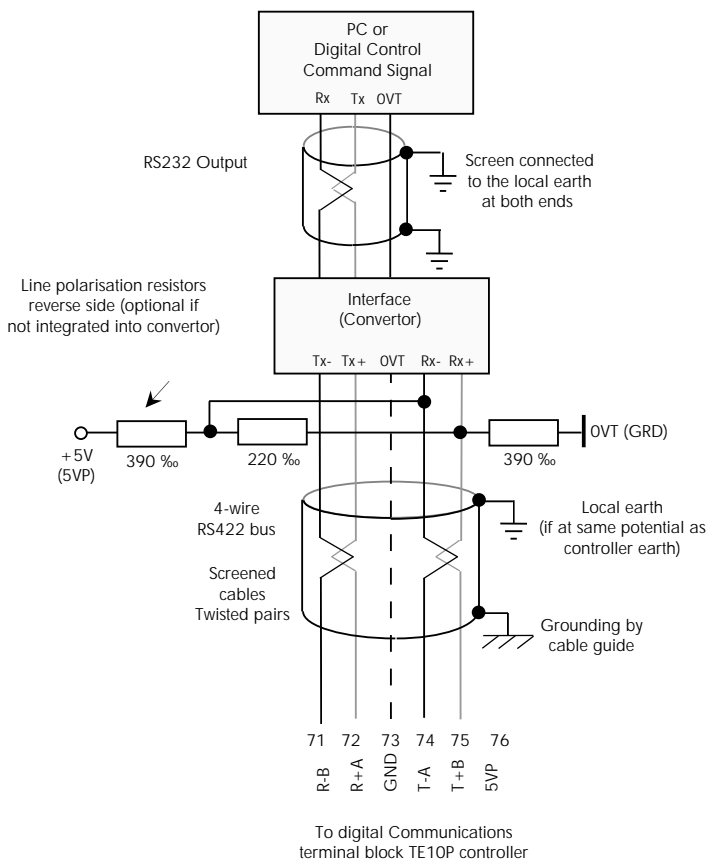 PC or
Digital Control
Command Signal
Rx Tx 0VT
RS232 Output
Screen connected
to the local earth
at both ends
Line polarisation resistors
reverse side (optional if
not integrated into convertor)
Interface
(Convertor)
Tx- Tx+ 0VT Rx- Rx+
+5V
(5VP)
390 ‰
220 ‰
390 ‰
0VT (GRD)
4-wire
RS422 bus
Screened
cables
Twisted pairs
Local earth
(if at same potential as
controller earth)
Grounding by
cable guide
71 72 73 74 75 76
R-B
R+A
GND
T-A
T+B
5VP
To digital Communications
terminal block TE10P controller